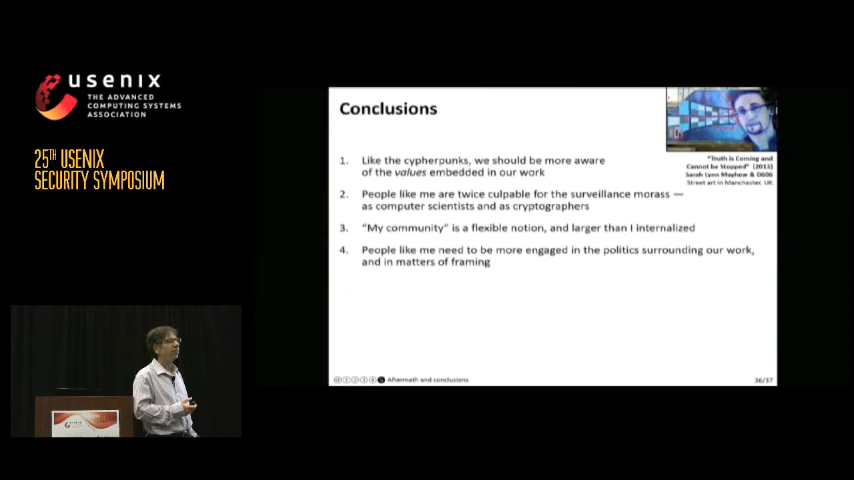 usenix
THE ADVANCED
COMPUTING SYSTEMS
ASSOCIATION
25TH USENIX
SECURITY SYMPOSIUM
Conclusions
"Truth is Coming and
Cannot be Stopped" (2013)
Sarah Lynn Mayhew & D606
Street art in Manchester, UK
1. Like the cypherpunks, we should be more aware
of the values embedded in our work
2. People like me are twice culpable for the surveillance morass —
as computer scientists and as cryptographers
3. "My community" is a flexible notion, and larger than I internalized
4. People like me need to be more engaged in the politics surrounding our work,
and in matters of framing
Aftermath and conclusions
36/37
usenix